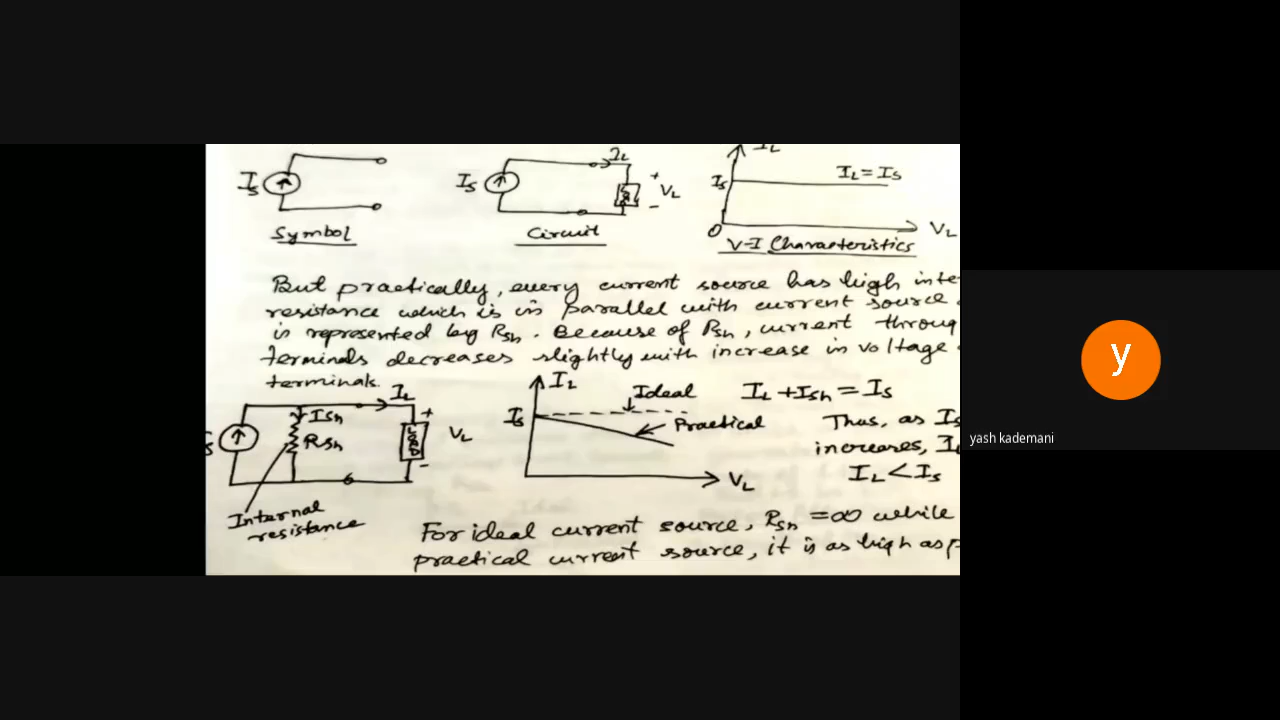 Is
IL
VL
+
-
Symbol
Circuit
IL
Is
IL = Is
O
VL
V-I Characteristics
But practically, every current source has high inte
resistance which is in parallel with current source
is represented by Rsh. Because of Rsh, current throug
terminals decreases slightly with increase in voltage
terminals.
IL
Ish
Rsh
LOAD
+
-
VL
Internal
resistance
IL
Is
Ideal
Practical
VL
IL + Ish = Is
Thus, as Is
increases, IL
IL < Is
For ideal current source, Rsh = ∞ while
practical current source, it is as high as p
y
yash kademani